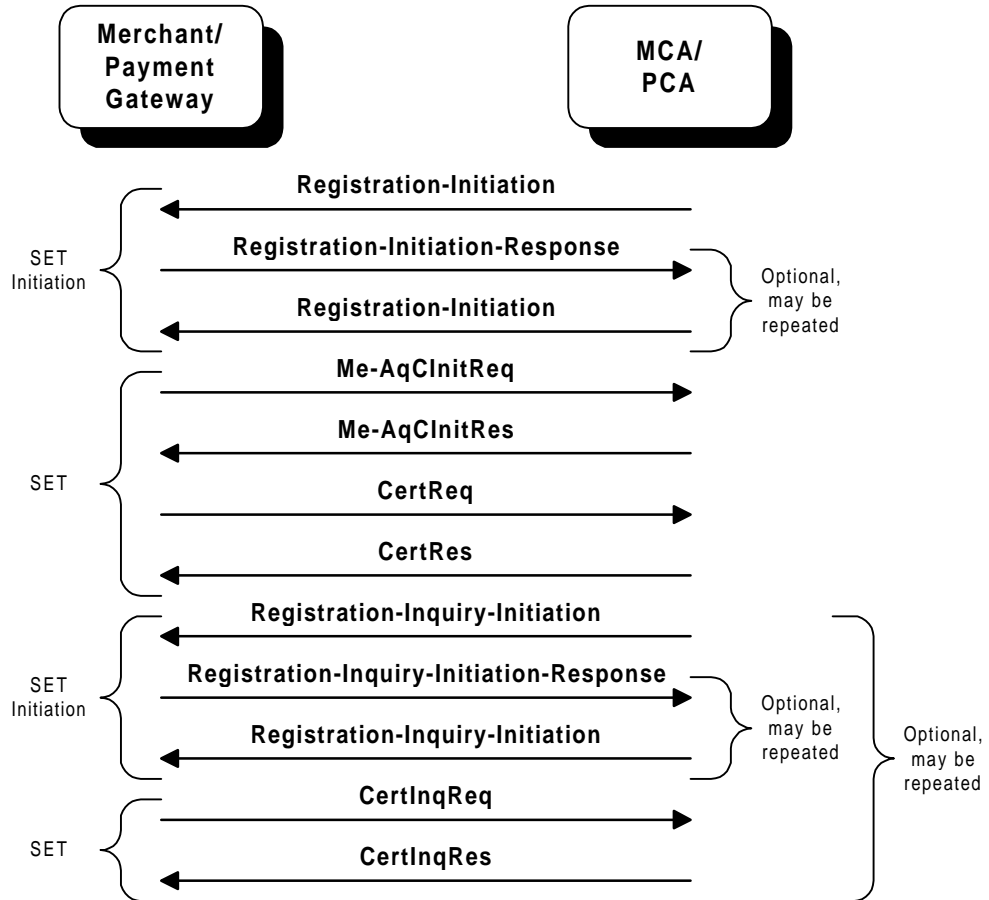 Merchant/
Payment
Gateway
MCA/
PCA
Registration-Initiation
Registration-Initiation-Response
SET
Initiation
Optional,
may be
repeated
Registration-Initiation
Me-AqCInitReq
Me-AqCInitRes
SET
CertReq
CertRes
Registration-Inquiry-Initiation
Registration-Inquiry-Initiation-Response
SET
Initiation
Optional,
may be
repeated
Registration-Inquiry-Initiation
Optional,
may be
repeated
CertInqReq
SET
CertInqRes